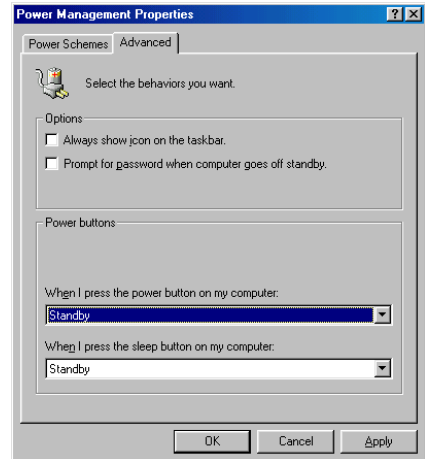 Power Management Properties
Power Schemes Advanced
Select the behaviors you want.
Options
Always show icon on the taskbar.
Prompt for password when computer goes off standby.
Power buttons
When I press the power button on my computer:
Standby
When I press the sleep button on my computer:
Standby
OK Cancel Apply